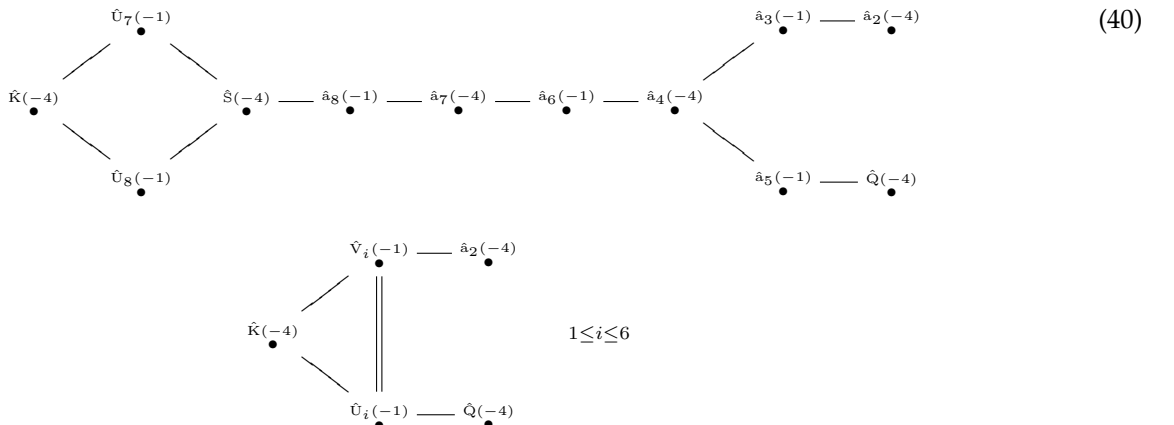 Û₇(−1) â₃(−1) â₂(−4) (40)
K̂(−4) Ŝ(−4) â₈(−1) â₇(−4) â₆(−1) â₄(−4)
Û₈(−1) â₅(−1) Q̂(−4)
V̂ᵢ(−1) â₂(−4)
K̂(−4) 1≤i≤6
Ûᵢ(−1) Q̂(−4)